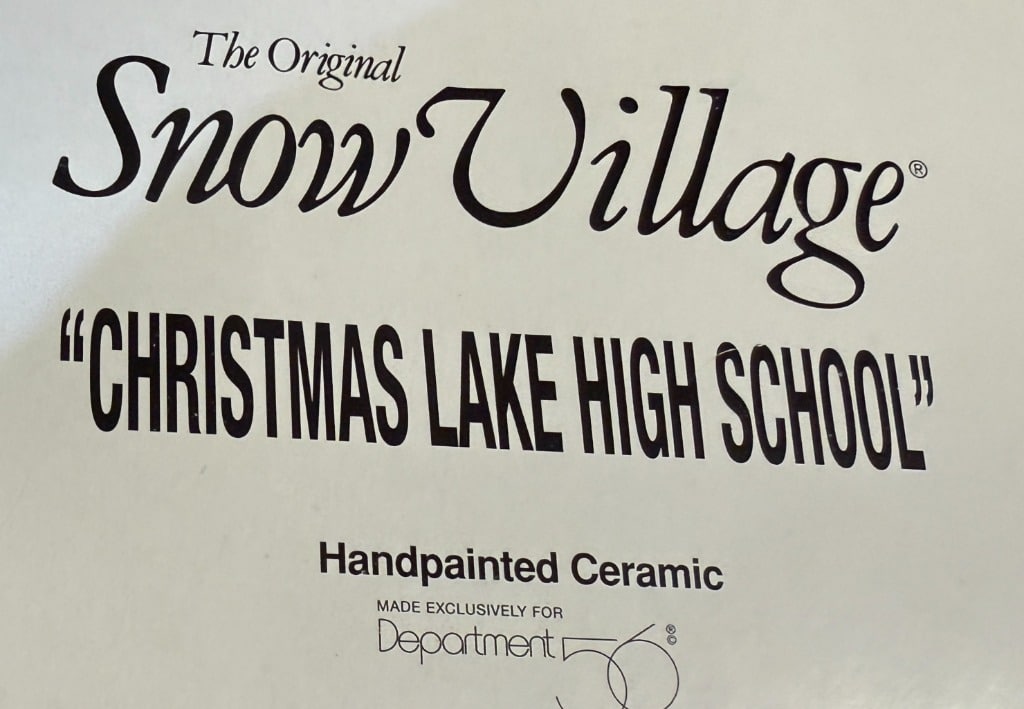 The Original
Snow Village®
“CHRISTMAS LAKE HIGH SCHOOL”
Handpainted Ceramic
MADE EXCLUSIVELY FOR
Department 56®©